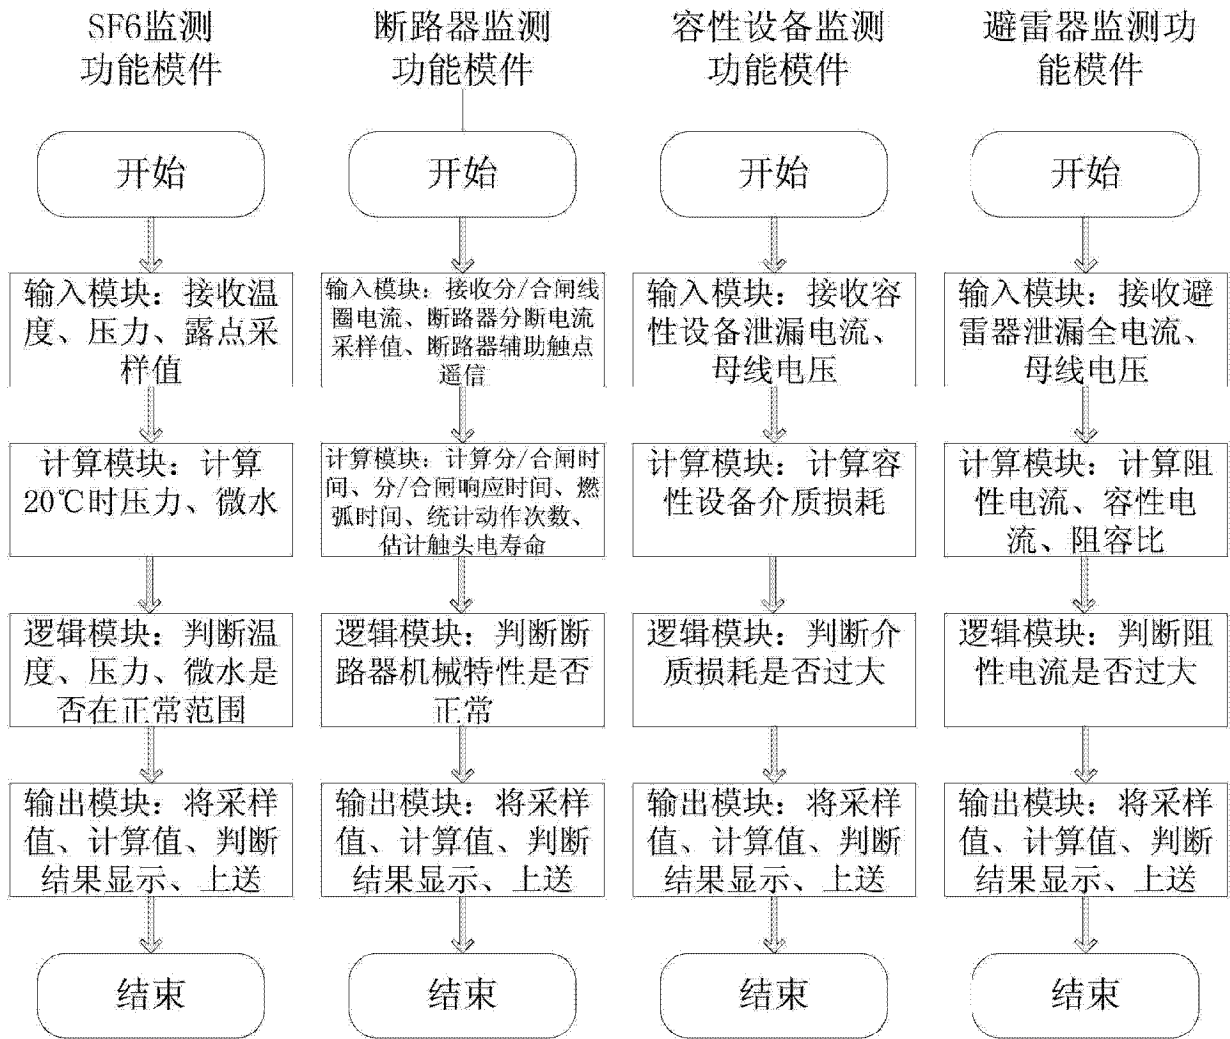 SF6监测
功能模件
开始
输入模块：接收温
度、压力、露点采
样值
计算模块：计算
20℃时压力、微水
逻辑模块：判断温
度、压力、微水是
否在正常范围
输出模块：将采样
值、计算值、判断
结果显示、上送
结束
断路器监测
功能模件
开始
输入模块：接收分/合闸线
圈电流、断路器分断电流
采样值、断路器辅助触点
遥信
计算模块：计算分/合闸时
间、分/合闸响应时间、燃
弧时间、统计动作次数、
估计触头电寿命
逻辑模块：判断断
路器机械特性是否
正常
输出模块：将采样
值、计算值、判断
结果显示、上送
结束
容性设备监测
功能模件
开始
输入模块：接收容
性设备泄漏电流、
母线电压
计算模块：计算容
性设备介质损耗
逻辑模块：判断介
质损耗是否过大
输出模块：将采样
值、计算值、判断
结果显示、上送
结束
避雷器监测功
能模件
开始
输入模块：接收避
雷器泄漏全电流、
母线电压
计算模块：计算阻
性电流、容性电
流、阻容比
逻辑模块：判断阻
性电流是否过大
输出模块：将采样
值、计算值、判断
结果显示、上送
结束